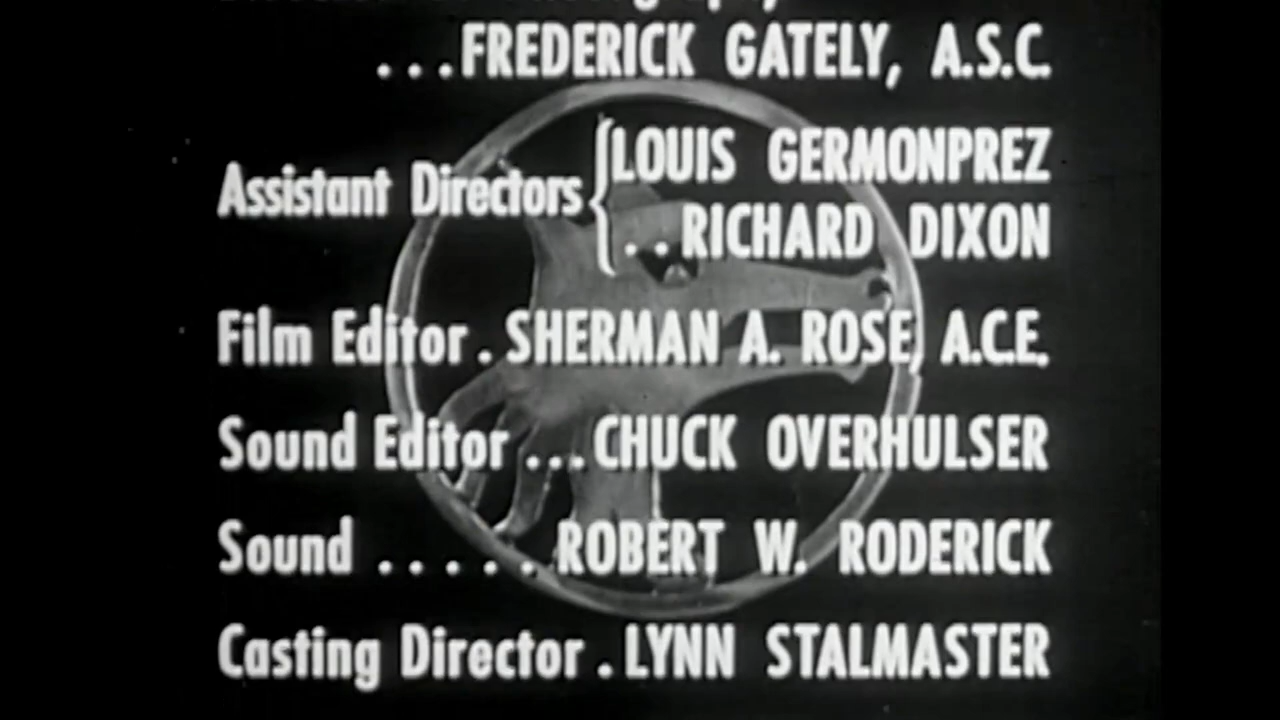 ...FREDERICK GATELY, A.S.C.
Assistant Directors {LOUIS GERMONPREZ
..RICHARD DIXON
Film Editor . SHERMAN A. ROSE, A.C.E.
Sound Editor ...CHUCK OVERHULSER
Sound ..... .ROBERT W. RODERICK
Casting Director . LYNN STALMASTER